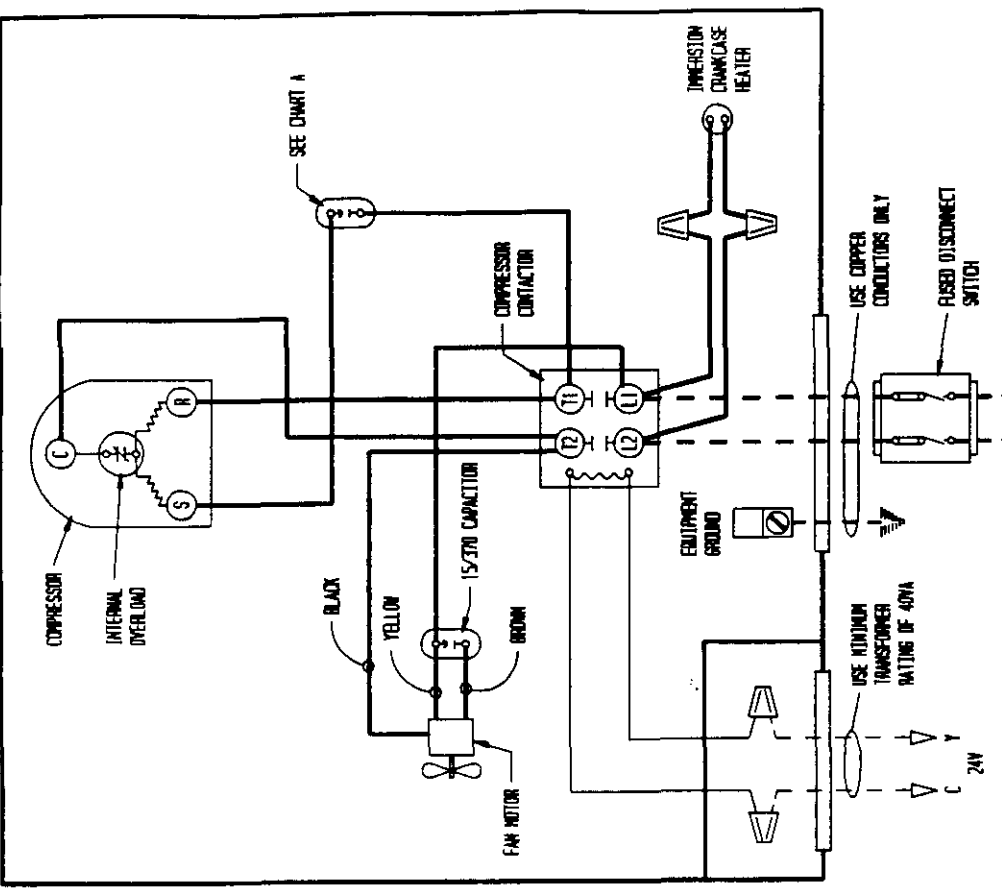 COMPRESSOR
INTERNAL
OVERLOAD
C
S
R
SEE CHART A
BLACK
YELLOW
15/370 CAPACITOR
BROWN
FAN MOTOR
COMPRESSOR
CONTACTOR
T2
T1
L2
L1
IMMERSION
CRANKCASE
HEATER
EQUIPMENT
GROUND
USE COPPER
CONDUCTORS ONLY
FUSED DISCONNECT
SWITCH
USE MINIMUM
TRANSFORMER
RATING OF 40VA
C
Y
24V